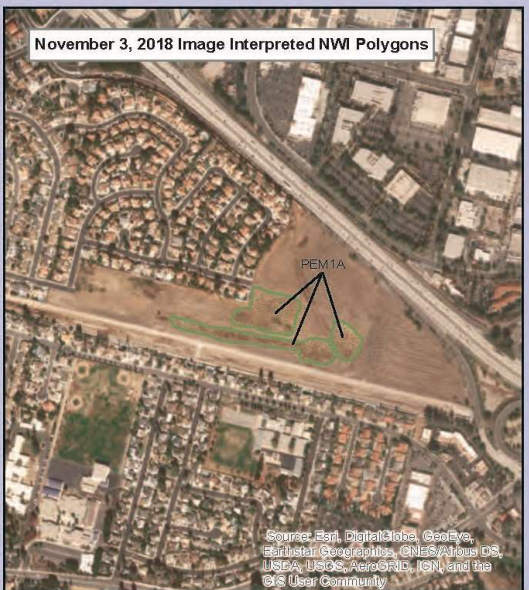 November 3, 2018 Image Interpreted NWI Polygons
PEM1A
Source: Esri, DigitalGlobe, GeoEye,
Earthstar Geographics, CNES/Airbus DS,
USDA, USGS, AeroGRID, IGN, and the
GIS User Community